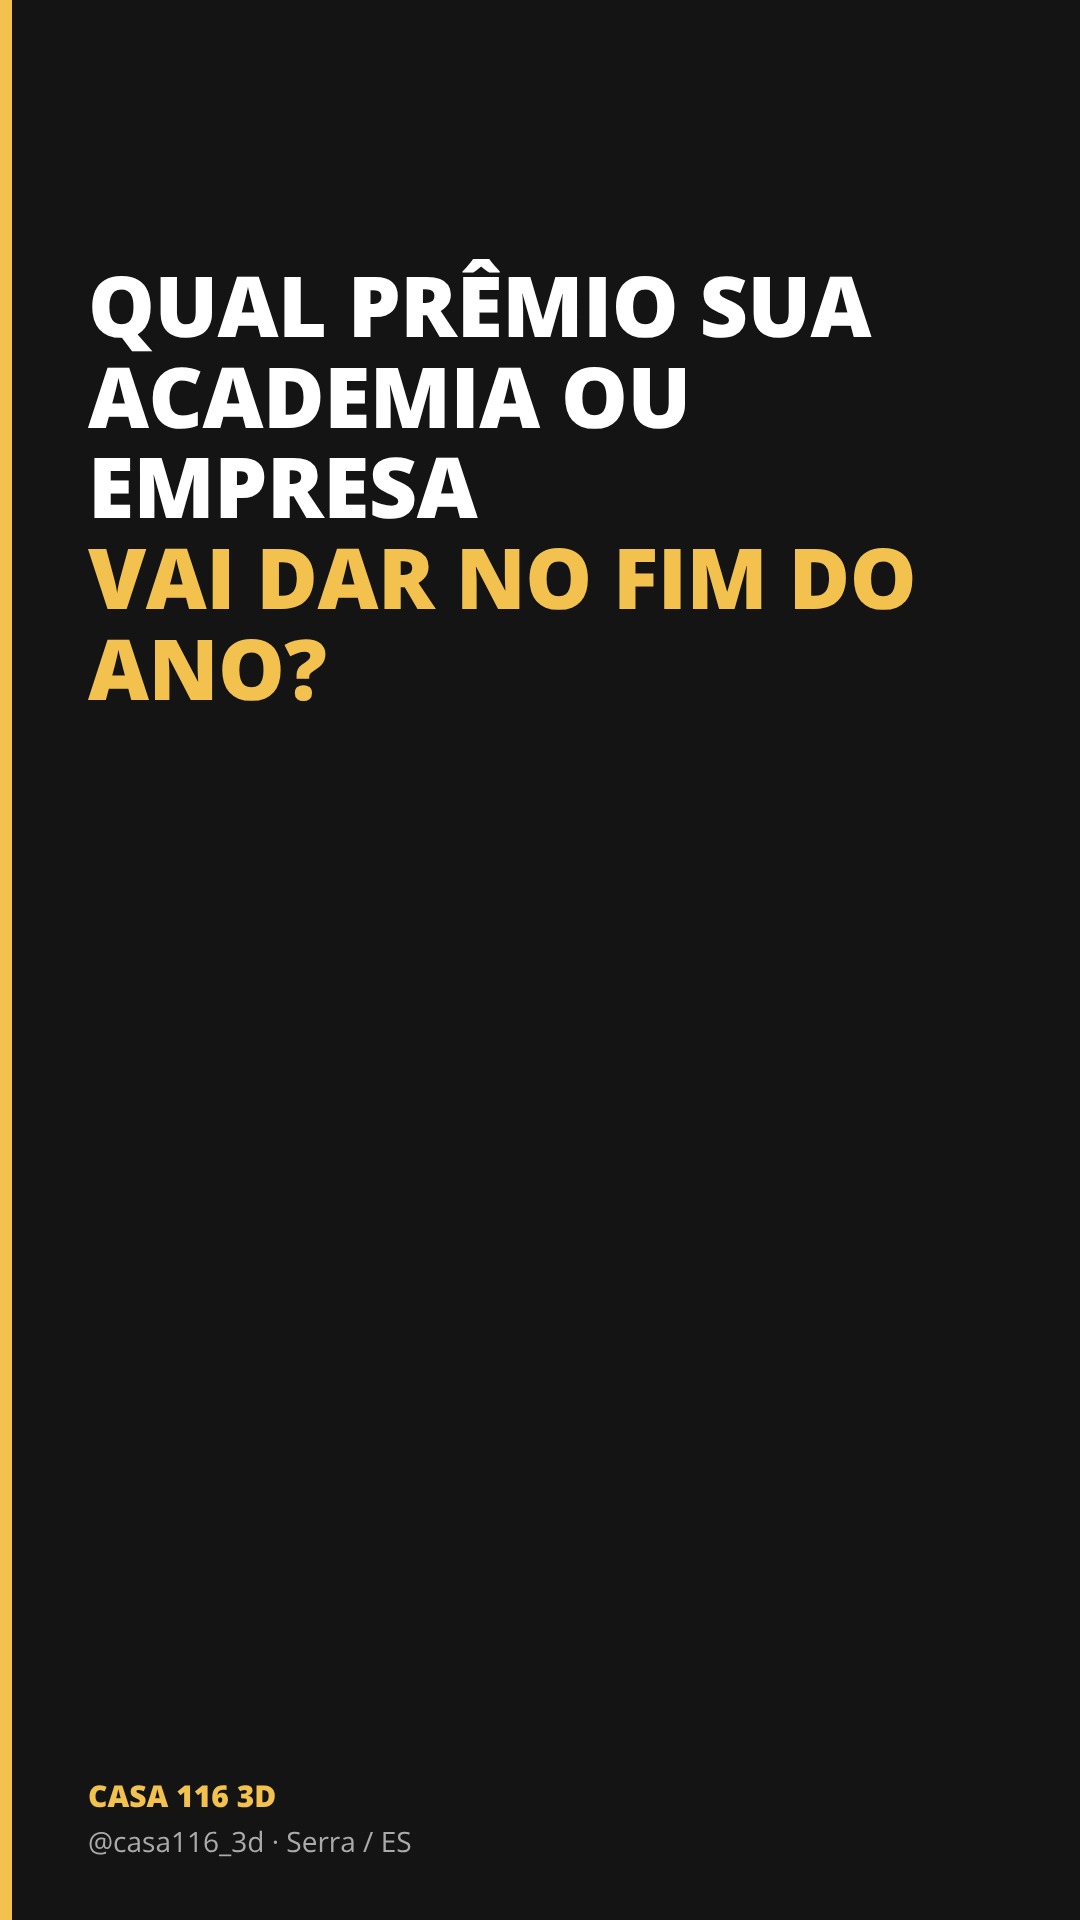 QUAL PRÊMIO SUA
ACADEMIA OU
EMPRESA
VAI DAR NO FIM DO
ANO?
CASA 116 3D
@casa116_3d · Serra / ES